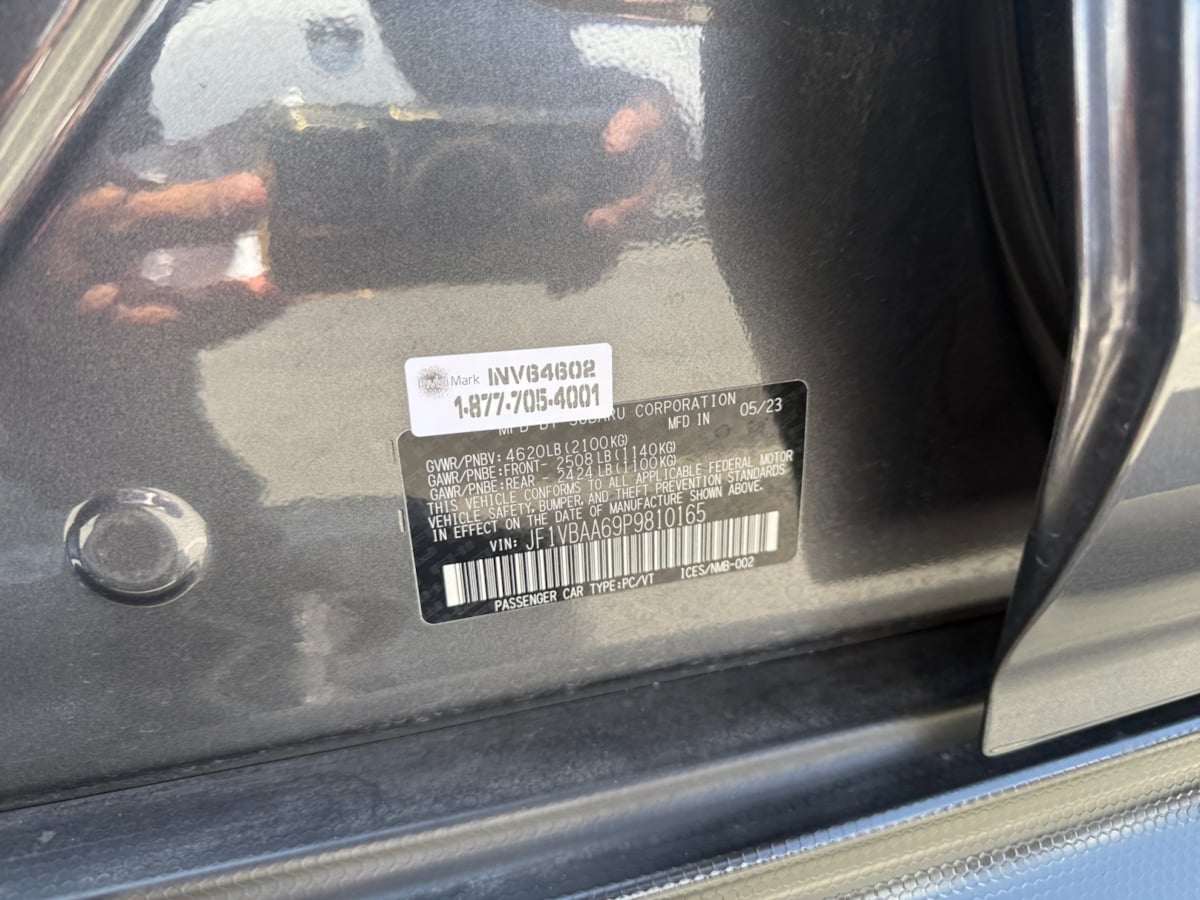 Mark INV64602
1-877-705-4001
MFD BY SUBARU CORPORATION 05/23
MFD IN
GVWR/PNBV: 4620LB(2100KG)
GAWR/PNBE:FRONT- 2508 LB(1140KG)
GAWR/PNBE:REAR - 2424 LB(1100KG)
THIS VEHICLE CONFORMS TO ALL APPLICABLE FEDERAL MOTOR
VEHICLE SAFETY, BUMPER, AND THEFT PREVENTION STANDARDS
IN EFFECT ON THE DATE OF MANUFACTURE SHOWN ABOVE.
VIN: JF1VBAA69P9810165
PASSENGER CAR TYPE:PC/VT ICES/NMB-002